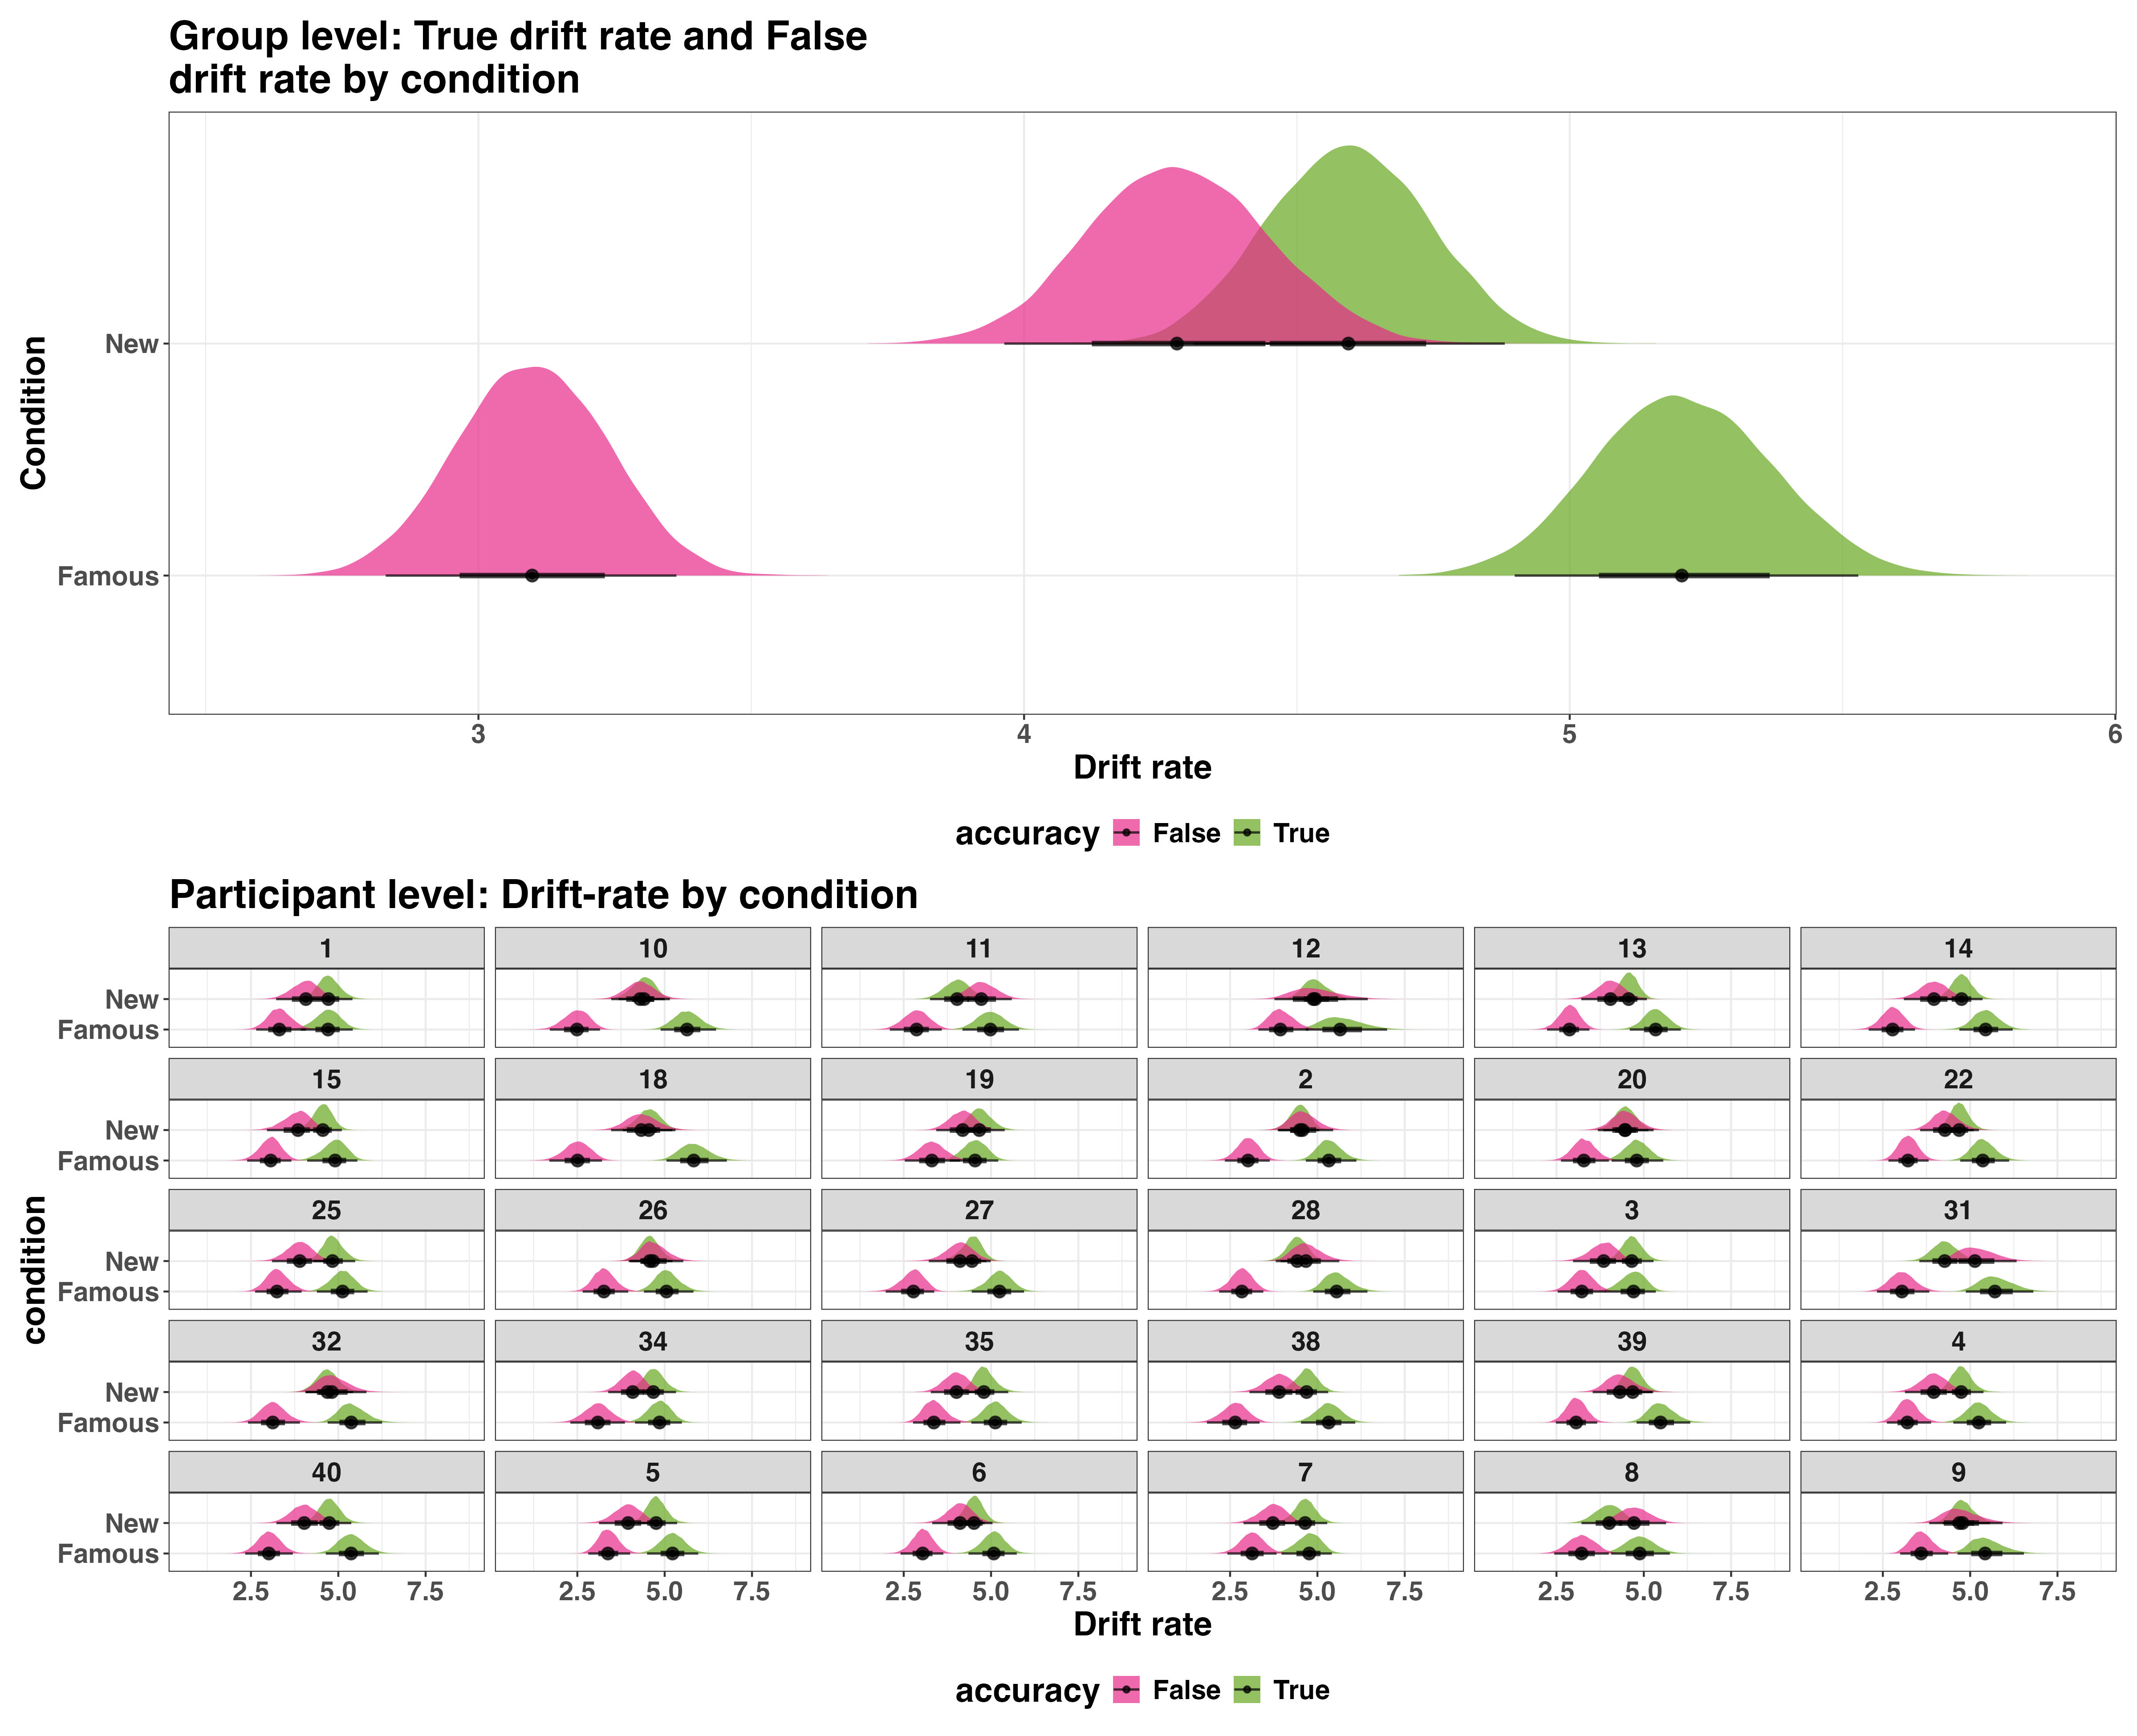 Group level: True drift rate and False
drift rate by condition
Condition
New
Famous
3 4 5 6
Drift rate
accuracy False True
Participant level: Drift-rate by condition
condition
1 10 11 12 13 14
New
Famous
15 18 19 2 20 22
New
Famous
25 26 27 28 3 31
New
Famous
32 34 35 38 39 4
New
Famous
40 5 6 7 8 9
New
Famous
2.5 5.0 7.5 2.5 5.0 7.5 2.5 5.0 7.5 2.5 5.0 7.5 2.5 5.0 7.5 2.5 5.0 7.5
Drift rate
accuracy False True